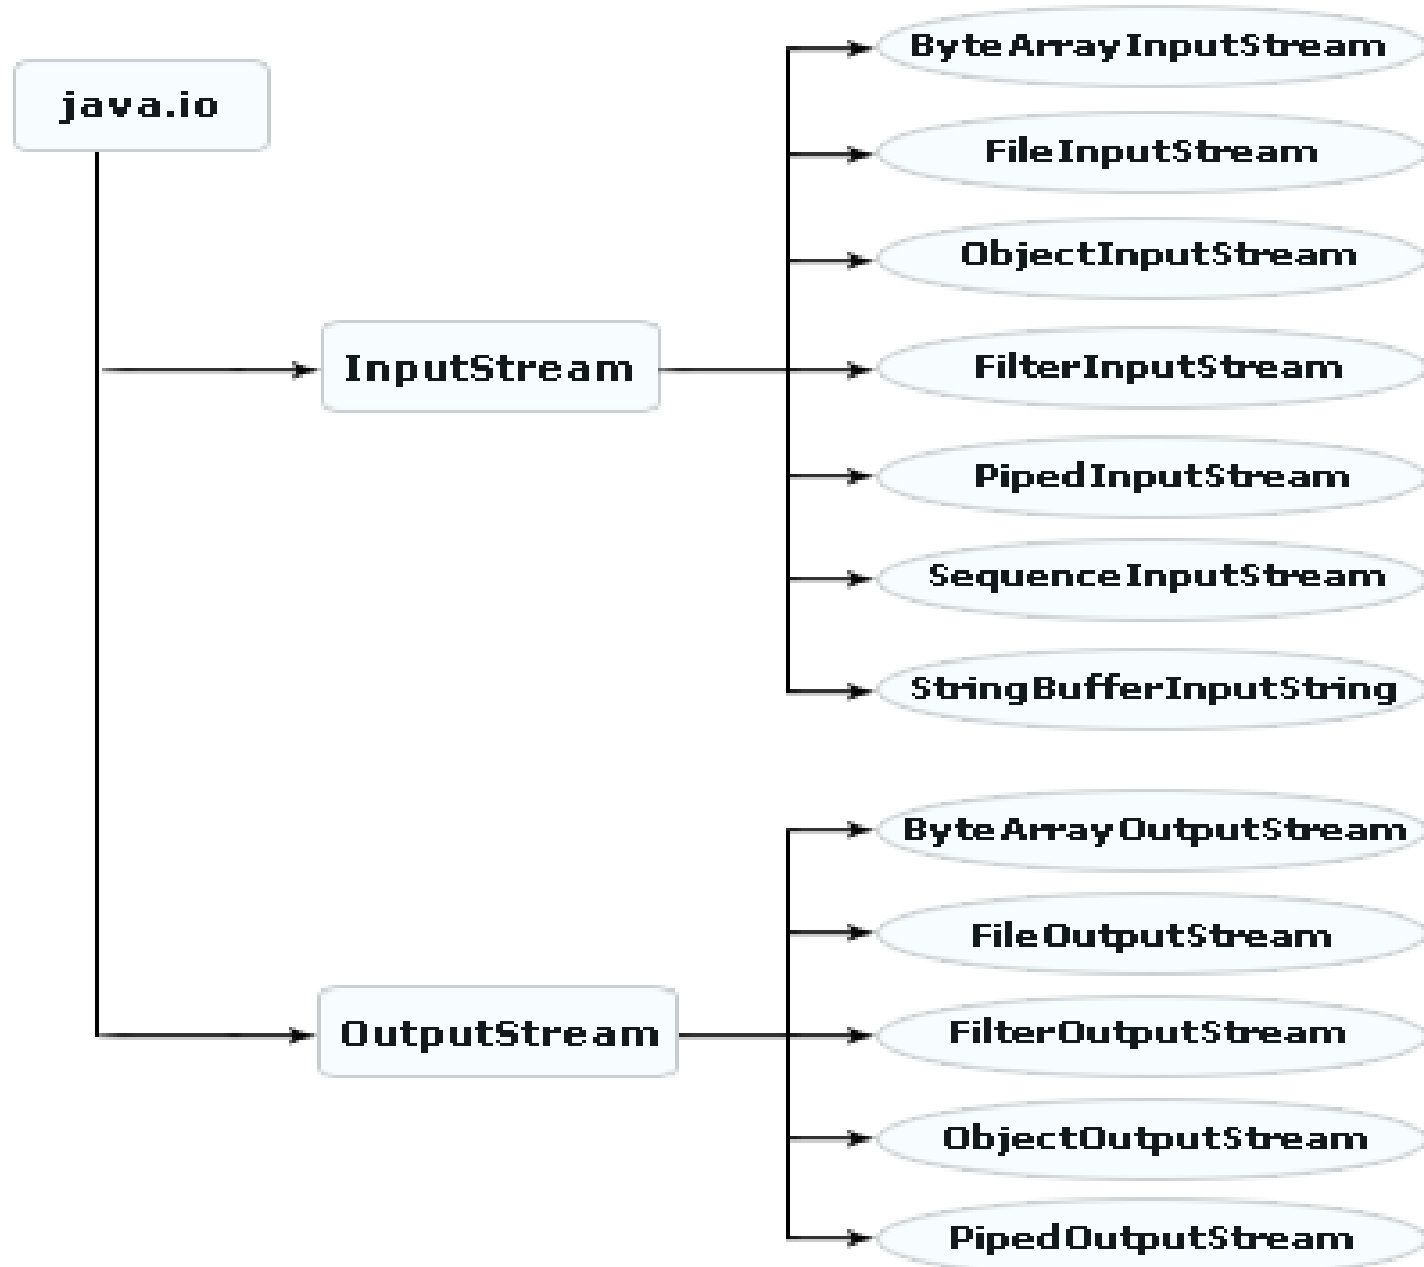 java.io
InputStream
ByteArrayInputStream
FileInputStream
ObjectInputStream
FilterInputStream
PipedInputStream
SequenceInputStream
StringBufferInputString
OutputStream
ByteArrayOutputStream
FileOutputStream
FilterOutputStream
ObjectOutputStream
PipedOutputStream